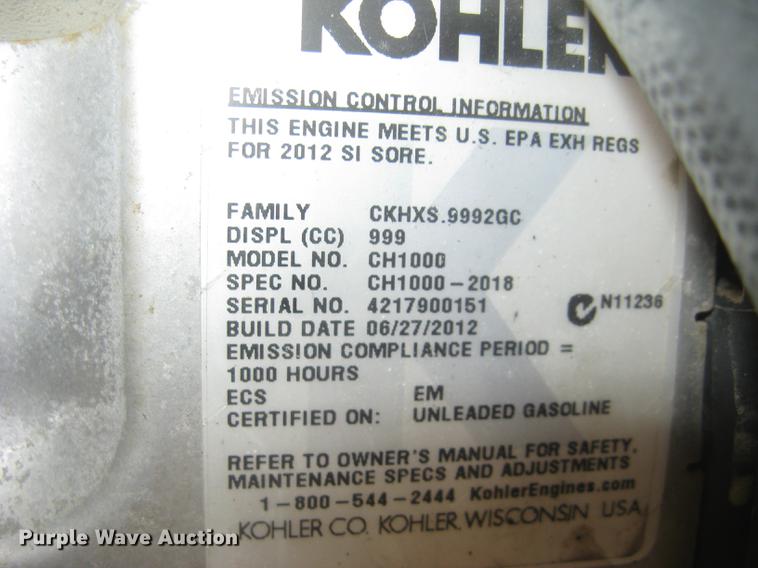 KOHLER
EMISSION CONTROL INFORMATION
THIS ENGINE MEETS U.S. EPA EXH REGS
FOR 2012 SI SORE.
FAMILY CKHXS.9992GC
DISPL (CC) 999
MODEL NO. CH1000
SPEC NO. CH1000-2018
SERIAL NO. 4217900151 N11236
BUILD DATE 06/27/2012
EMISSION COMPLIANCE PERIOD =
1000 HOURS
ECS EM
CERTIFIED ON: UNLEADED GASOLINE
REFER TO OWNER'S MANUAL FOR SAFETY,
MAINTENANCE SPECS AND ADJUSTMENTS
1-800-544-2444 KohlerEngines.com
KOHLER CO. KOHLER, WISCONSIN USA
Purple Wave Auction